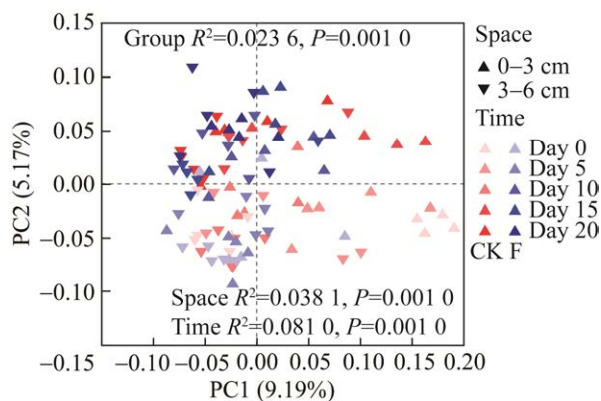 Group R²=0.023 6, P=0.001 0
0.15
0.10
0.05
0.00
−0.05
−0.10
−0.15
PC2 (5.17%)
Space R²=0.038 1, P=0.001 0
Time R²=0.081 0, P=0.001 0
−0.10 −0.05 0.00 0.05 0.10 0.15 0.20
PC1 (9.19%)
Space
0–3 cm
3–6 cm
Time
Day 0
Day 5
Day 10
Day 15
Day 20
CK F